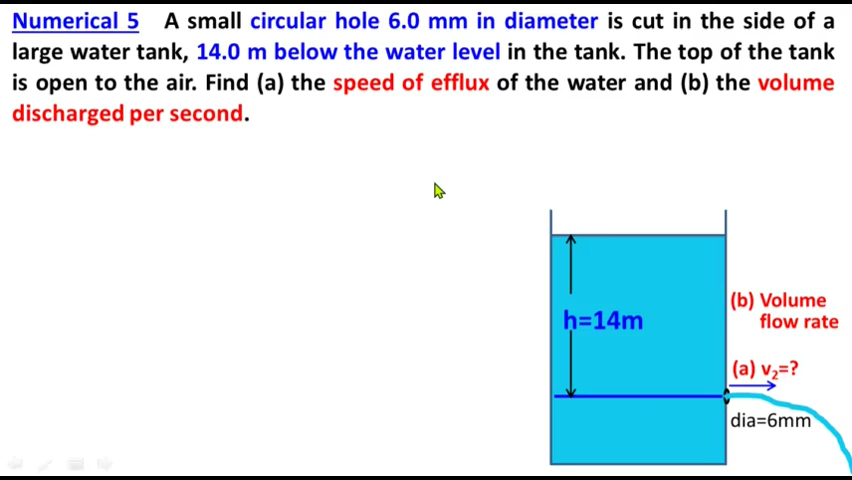 Numerical 5 A small circular hole 6.0 mm in diameter is cut in the side of a
large water tank, 14.0 m below the water level in the tank. The top of the tank
is open to the air. Find (a) the speed of efflux of the water and (b) the volume
discharged per second.
h=14m
(b) Volume
flow rate
(a) v₂=?
dia=6mm